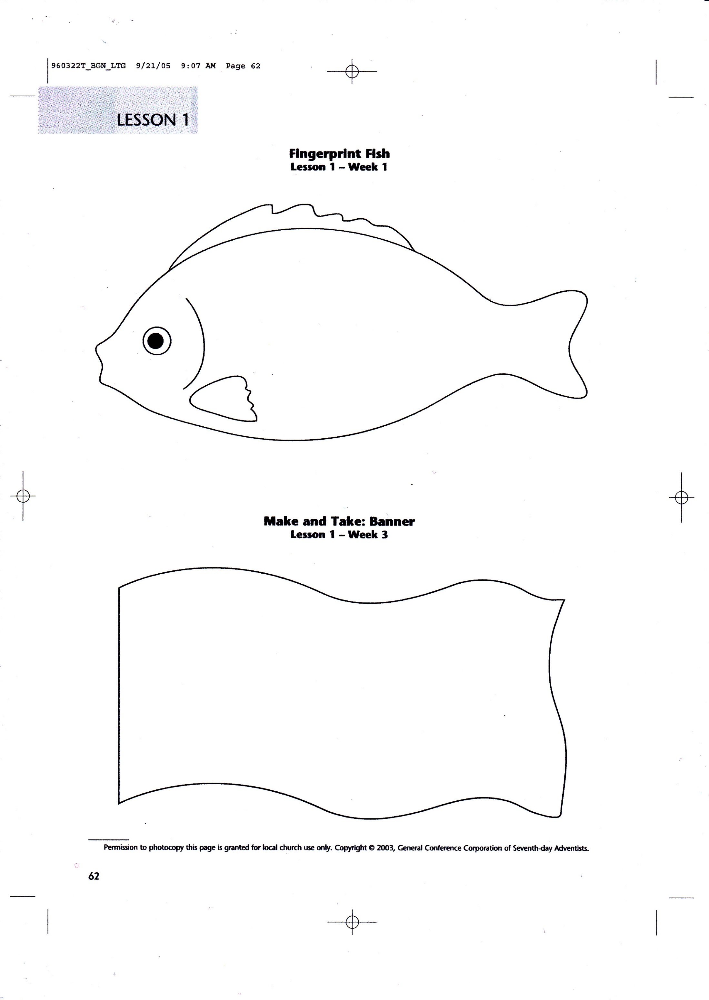 960322T_BGN_LTG 9/21/05 9:07 AM Page 62
LESSON 1
Fingerprint Fish
Lesson 1 – Week 1
Make and Take: Banner
Lesson 1 – Week 3
Permission to photocopy this page is granted for local church use only. Copyright © 2003, General Conference Corporation of Seventh-day Adventists.
62